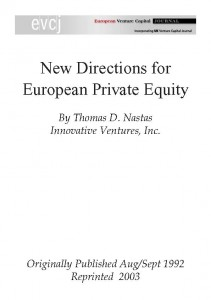 evcj
European Venture Capital JOURNAL
Incorporating UK Venture Capital Journal
New Directions for
European Private Equity
By Thomas D. Nastas
Innovative Ventures, Inc.
Originally Published Aug/Sept 1992
Reprinted 2003